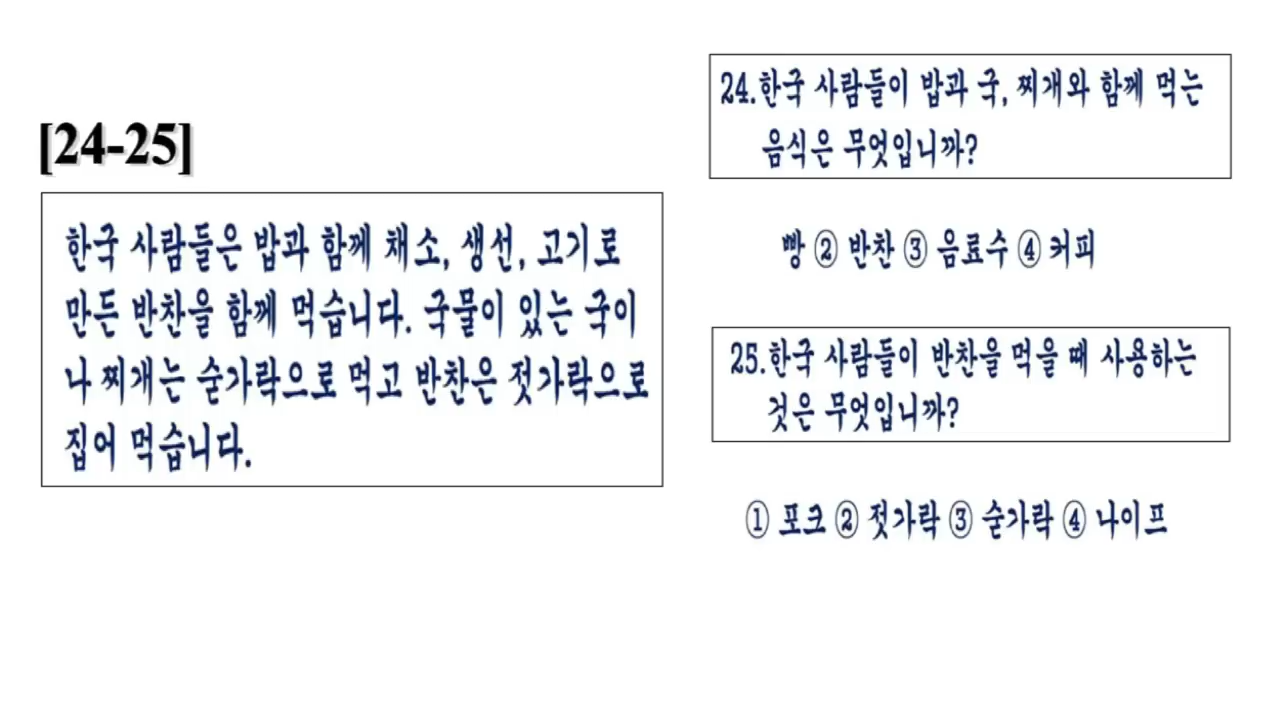 [24-25]
한국 사람들은 밥과 함께 채소, 생선, 고기로
만든 반찬을 함께 먹습니다. 국물이 있는 국이
나 찌개는 숟가락으로 먹고 반찬은 젓가락으로
집어 먹습니다.
24.한국 사람들이 밥과 국, 찌개와 함께 먹는
음식은 무엇입니까?
빵 ② 반찬 ③ 음료수 ④ 커피
25.한국 사람들이 반찬을 먹을 때 사용하는
것은 무엇입니까?
① 포크 ② 젓가락 ③ 숟가락 ④ 나이프